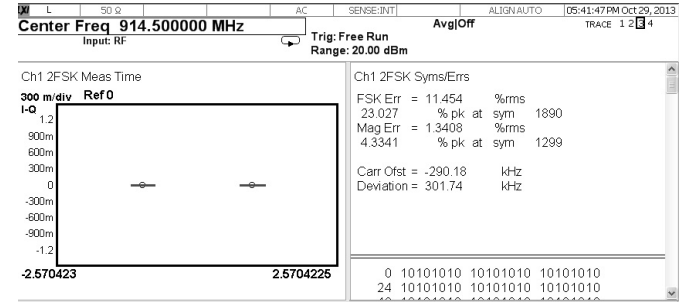 XI L 50 Ω AC SENSE:INT ALIGN AUTO 05:41:47 PM Oct 29, 2013
Center Freq 914.500000 MHz Avg|Off TRACE 1 2 3 4
Input: RF Trig: Free Run
Range: 20.00 dBm
Ch1 2FSK Meas Time
300 m/div Ref 0
I-Q
1.2
900m
600m
300m
0
-300m
-600m
-900m
-1.2
-2.570423 2.5704225
Ch1 2FSK Syms/Errs
FSK Err = 11.454 %rms
23.027 % pk at sym 1890
Mag Err = 1.3408 %rms
4.3341 % pk at sym 1299
Carr Ofst = -290.18 kHz
Deviation = 301.74 kHz
0 10101010 10101010 10101010
24 10101010 10101010 10101010